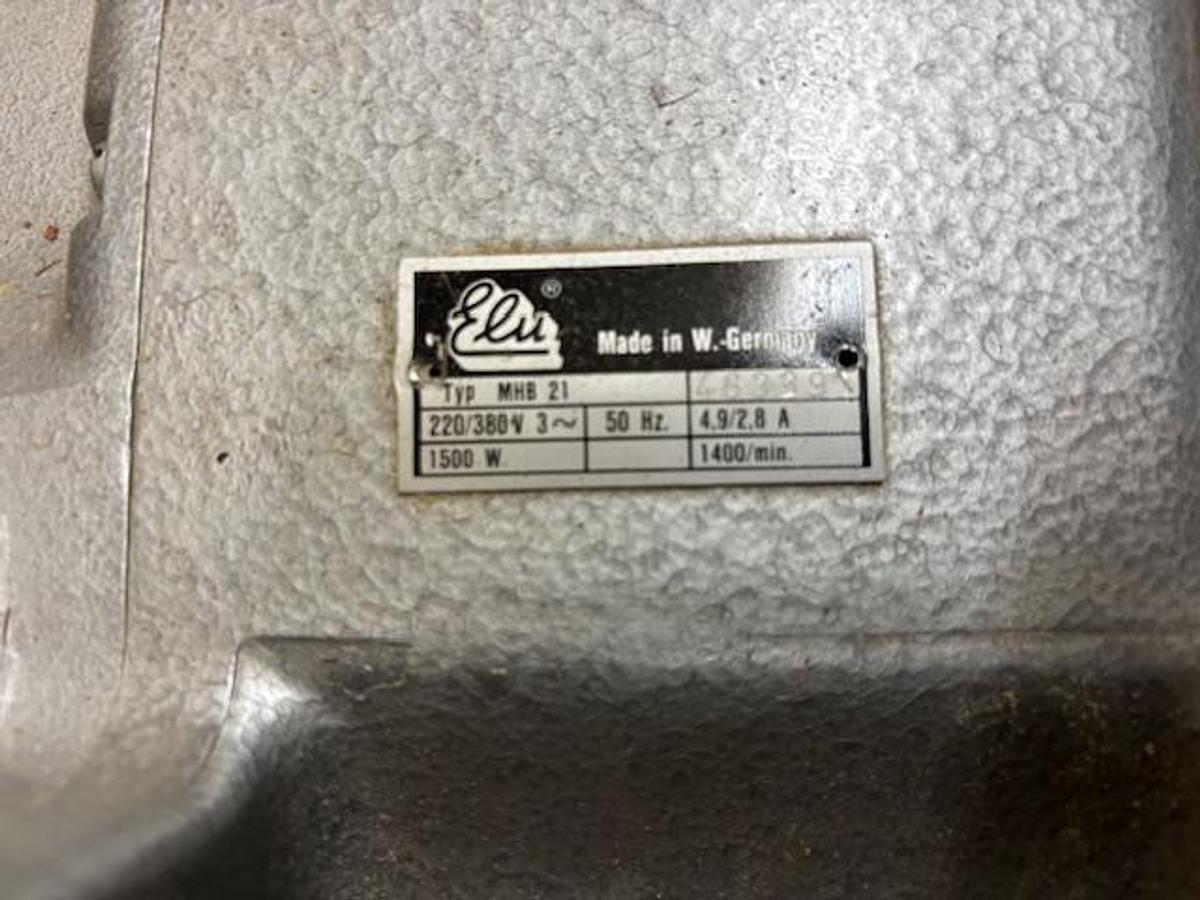 Elu ®
Made in W.-Germany
Typ MHB 21
220/380 V 3～ 50 Hz. 4,9/2,8 A
1500 W. 1400/min.